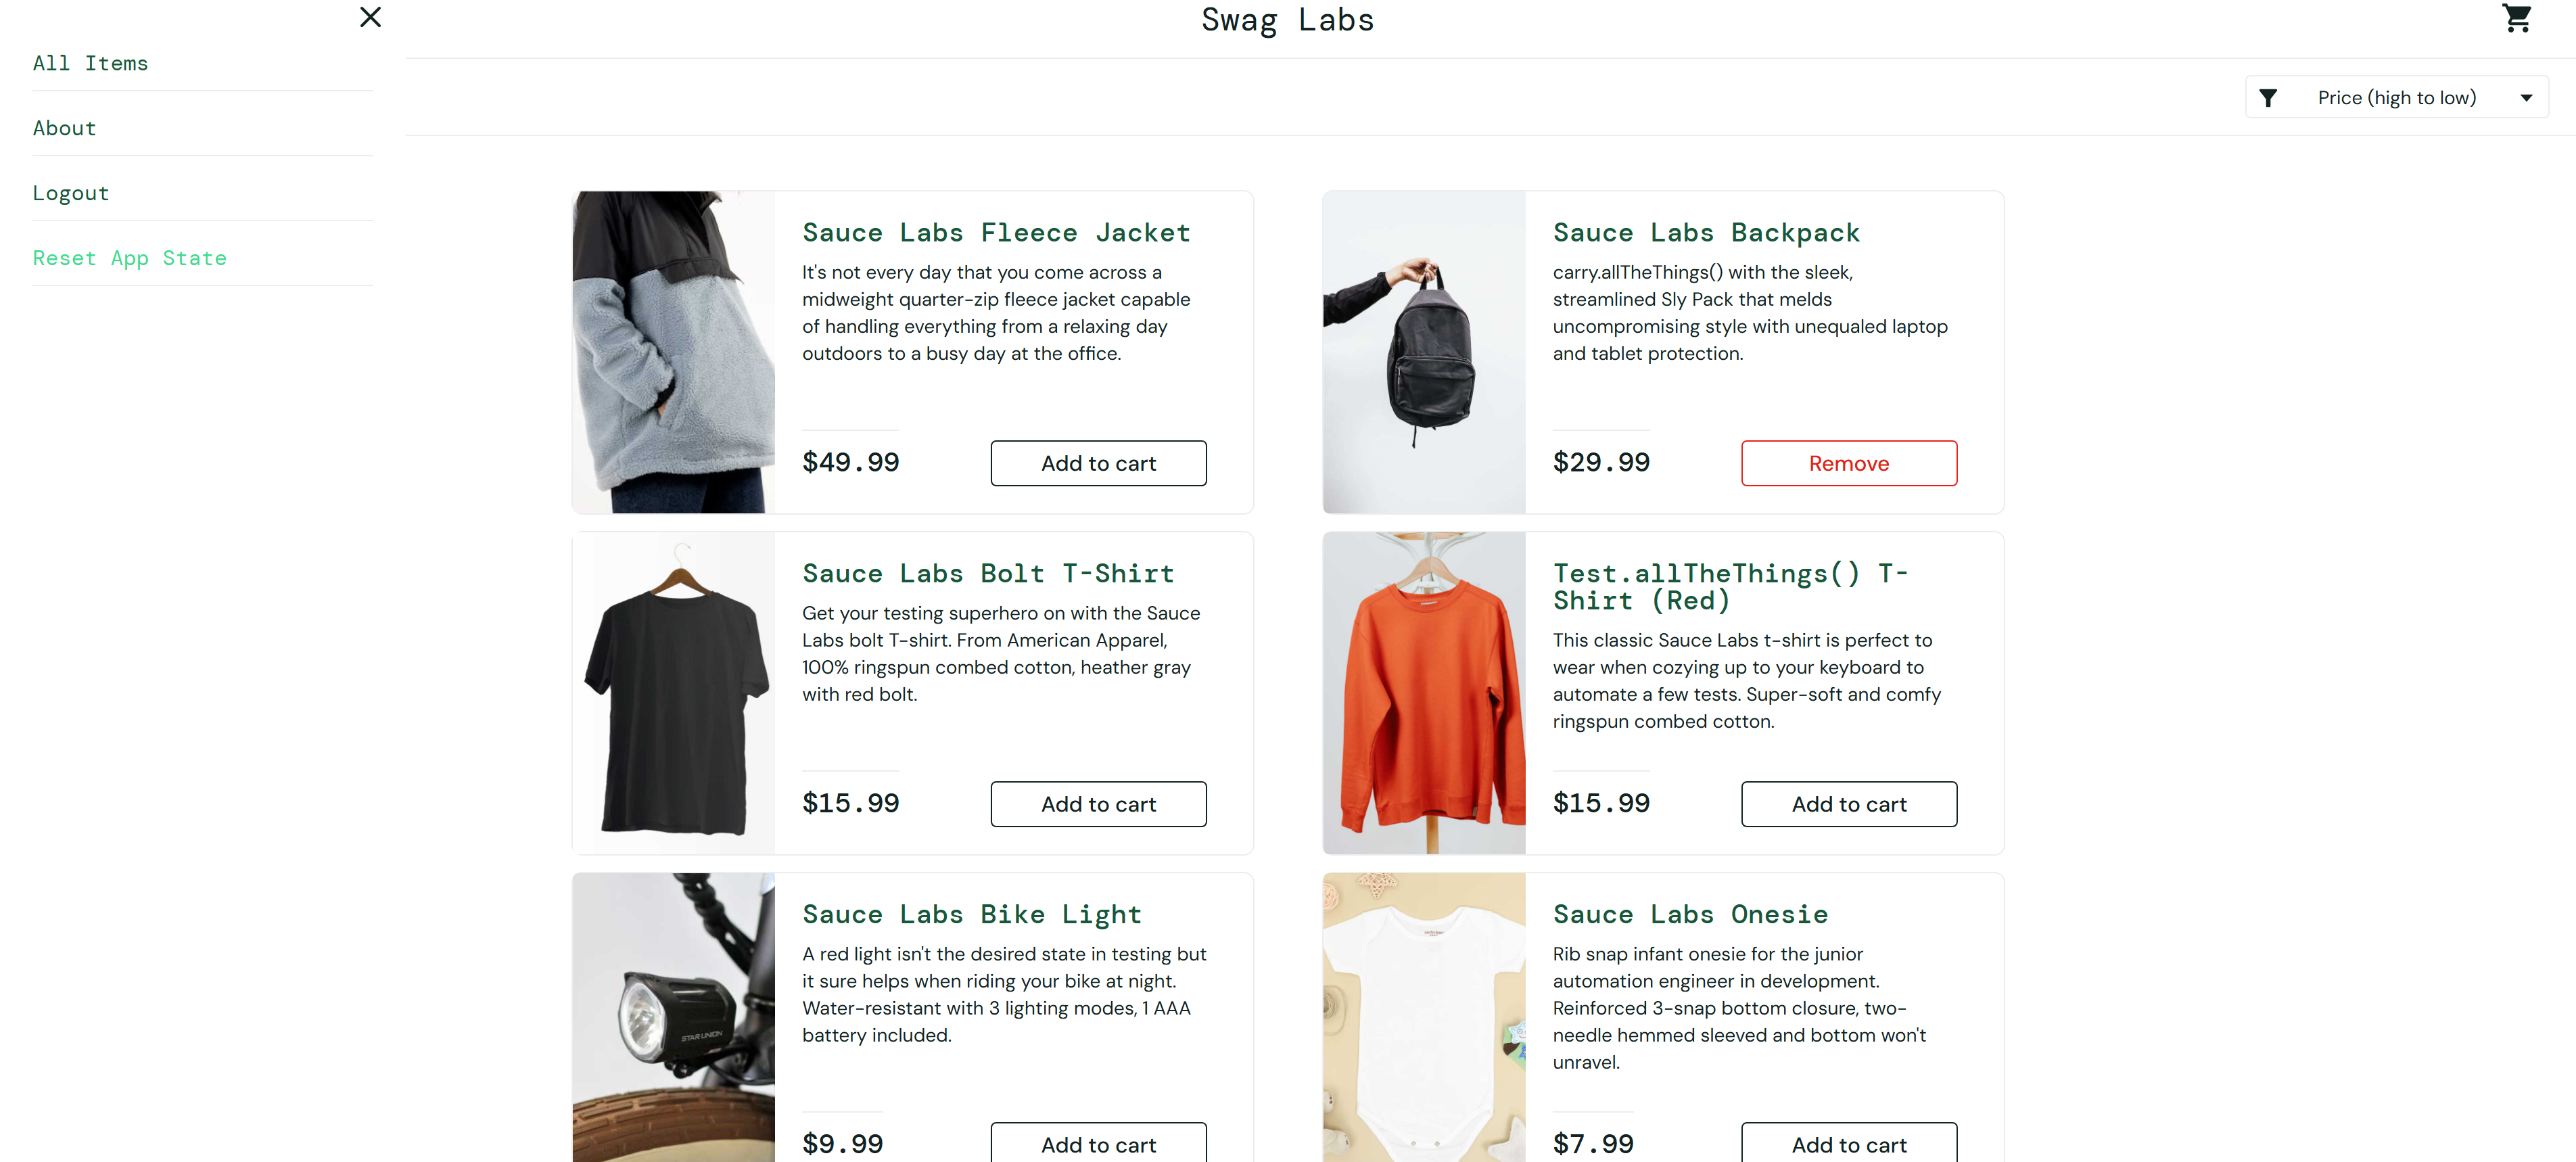 All Items
About
Logout
Reset App State
Swag Labs
Price (high to low)
Sauce Labs Fleece Jacket
It's not every day that you come across a
midweight quarter-zip fleece jacket capable
of handling everything from a relaxing day
outdoors to a busy day at the office.
$49.99
Add to cart
Sauce Labs Backpack
carry.allTheThings() with the sleek,
streamlined Sly Pack that melds
uncompromising style with unequaled laptop
and tablet protection.
$29.99
Remove
Sauce Labs Bolt T-Shirt
Get your testing superhero on with the Sauce
Labs bolt T-shirt. From American Apparel,
100% ringspun combed cotton, heather gray
with red bolt.
$15.99
Add to cart
Test.allTheThings() T-
Shirt (Red)
This classic Sauce Labs t-shirt is perfect to
wear when cozying up to your keyboard to
automate a few tests. Super-soft and comfy
ringspun combed cotton.
$15.99
Add to cart
STAR UNION
Sauce Labs Bike Light
A red light isn't the desired state in testing but
it sure helps when riding your bike at night.
Water-resistant with 3 lighting modes, 1 AAA
battery included.
$9.99
Add to cart
Sauce Labs Onesie
Rib snap infant onesie for the junior
automation engineer in development.
Reinforced 3-snap bottom closure, two-
needle hemmed sleeved and bottom won't
unravel.
$7.99
Add to cart